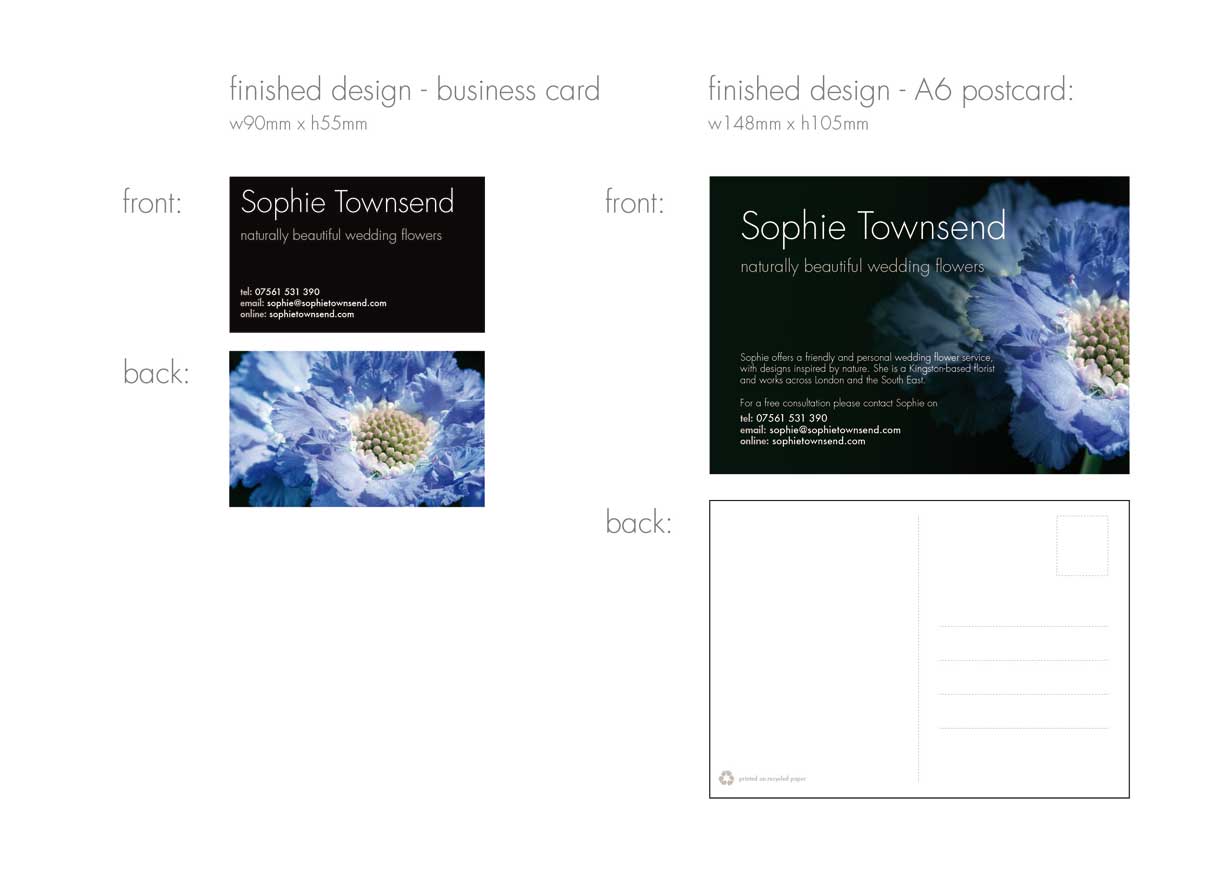 finished design - business card
w90mm x h55mm
front:
Sophie Townsend
naturally beautiful wedding flowers
tel: 07561 531 390
email: sophie@sophietownsend.com
online: sophietownsend.com
back:
finished design - A6 postcard:
w148mm x h105mm
front:
Sophie Townsend
naturally beautiful wedding flowers
Sophie offers a friendly and personal wedding flower service,
with designs inspired by nature. She is a Kingston-based florist
and works across London and the South East.
For a free consultation please contact Sophie on
tel: 07561 531 390
email: sophie@sophietownsend.com
online: sophietownsend.com
back:
printed on recycled paper